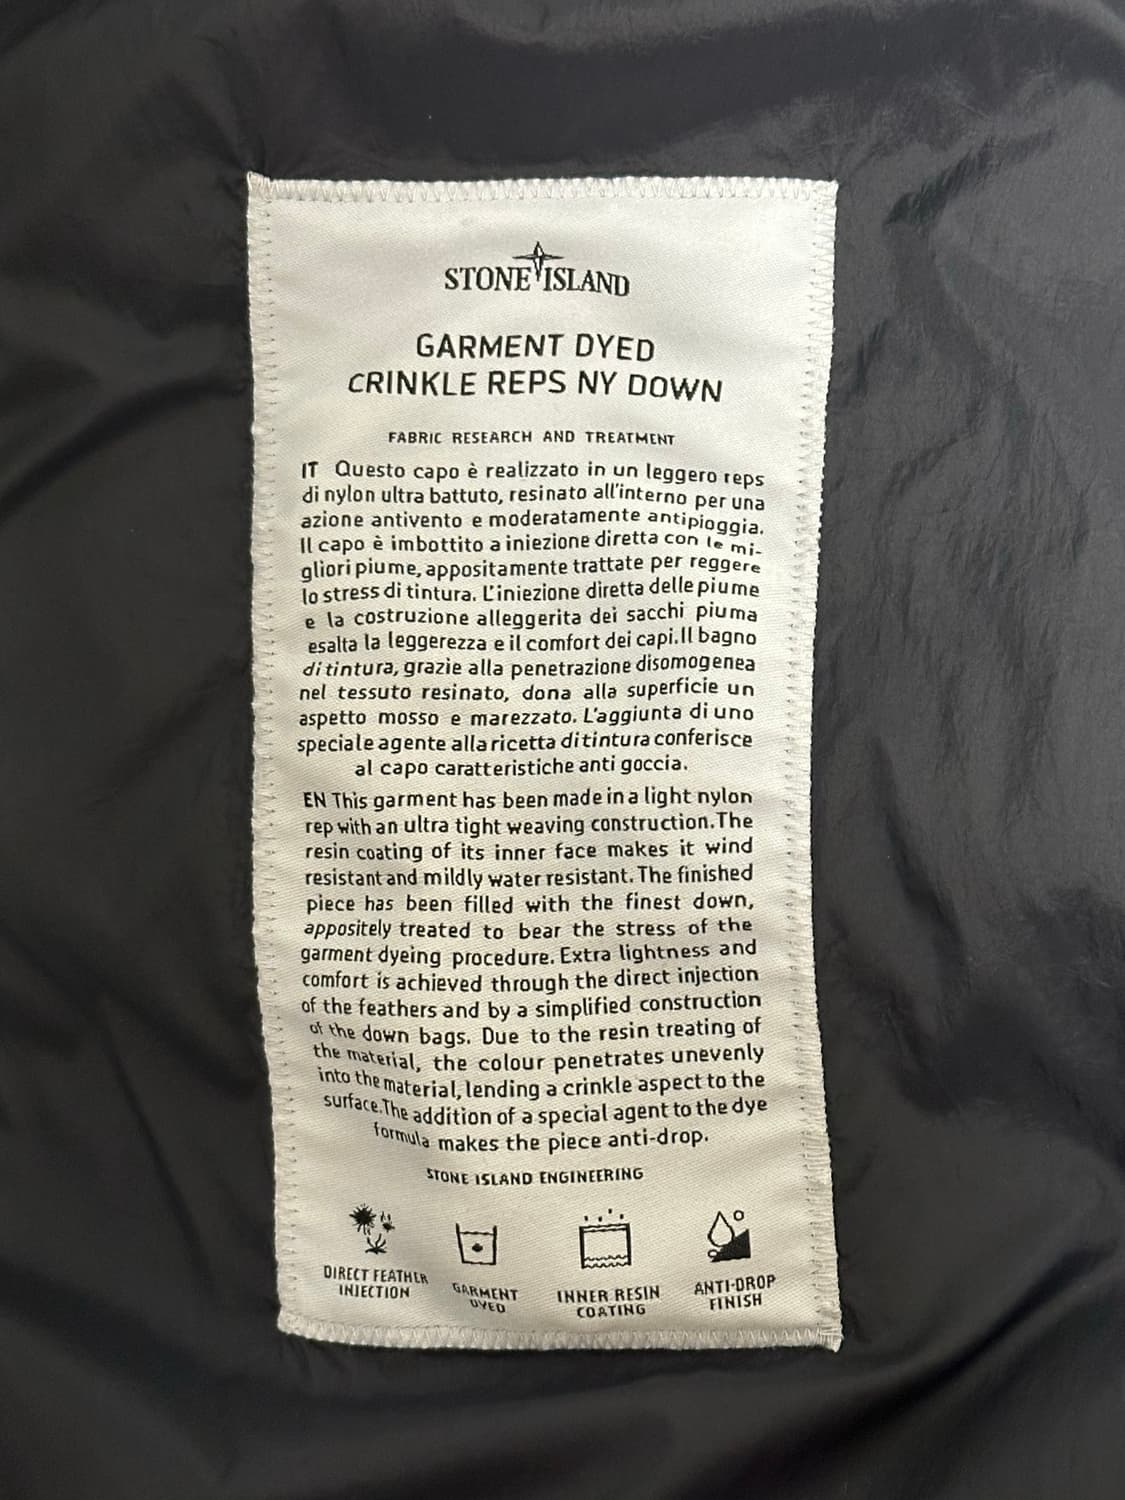 STONE ISLAND
GARMENT DYED
CRINKLE REPS NY DOWN
FABRIC RESEARCH AND TREATMENT
IT Questo capo è realizzato in un leggero reps
di nylon ultra battuto, resinato all'interno per una
azione antivento e moderatamente antipioggia.
Il capo è imbottito a iniezione diretta con le mi-
gliori piume, appositamente trattate per reggere
lo stress di tintura. L'iniezione diretta delle piume
e la costruzione alleggerita dei sacchi piuma
esalta la leggerezza e il comfort dei capi. Il bagno
di tintura, grazie alla penetrazione disomogenea
nel tessuto resinato, dona alla superficie un
aspetto mosso e marezzato. L'aggiunta di uno
speciale agente alla ricetta di tintura conferisce
al capo caratteristiche anti goccia.
EN This garment has been made in a light nylon
rep with an ultra tight weaving construction. The
resin coating of its inner face makes it wind
resistant and mildly water resistant. The finished
piece has been filled with the finest down,
appositely treated to bear the stress of the
garment dyeing procedure. Extra lightness and
comfort is achieved through the direct injection
of the feathers and by a simplified construction
of the down bags. Due to the resin treating of
the material, the colour penetrates unevenly
into the material, lending a crinkle aspect to the
surface. The addition of a special agent to the dye
formula makes the piece anti-drop.
STONE ISLAND ENGINEERING
DIRECT FEATHER
INJECTION
GARMENT
DYED
INNER RESIN
COATING
ANTI-DROP
FINISH